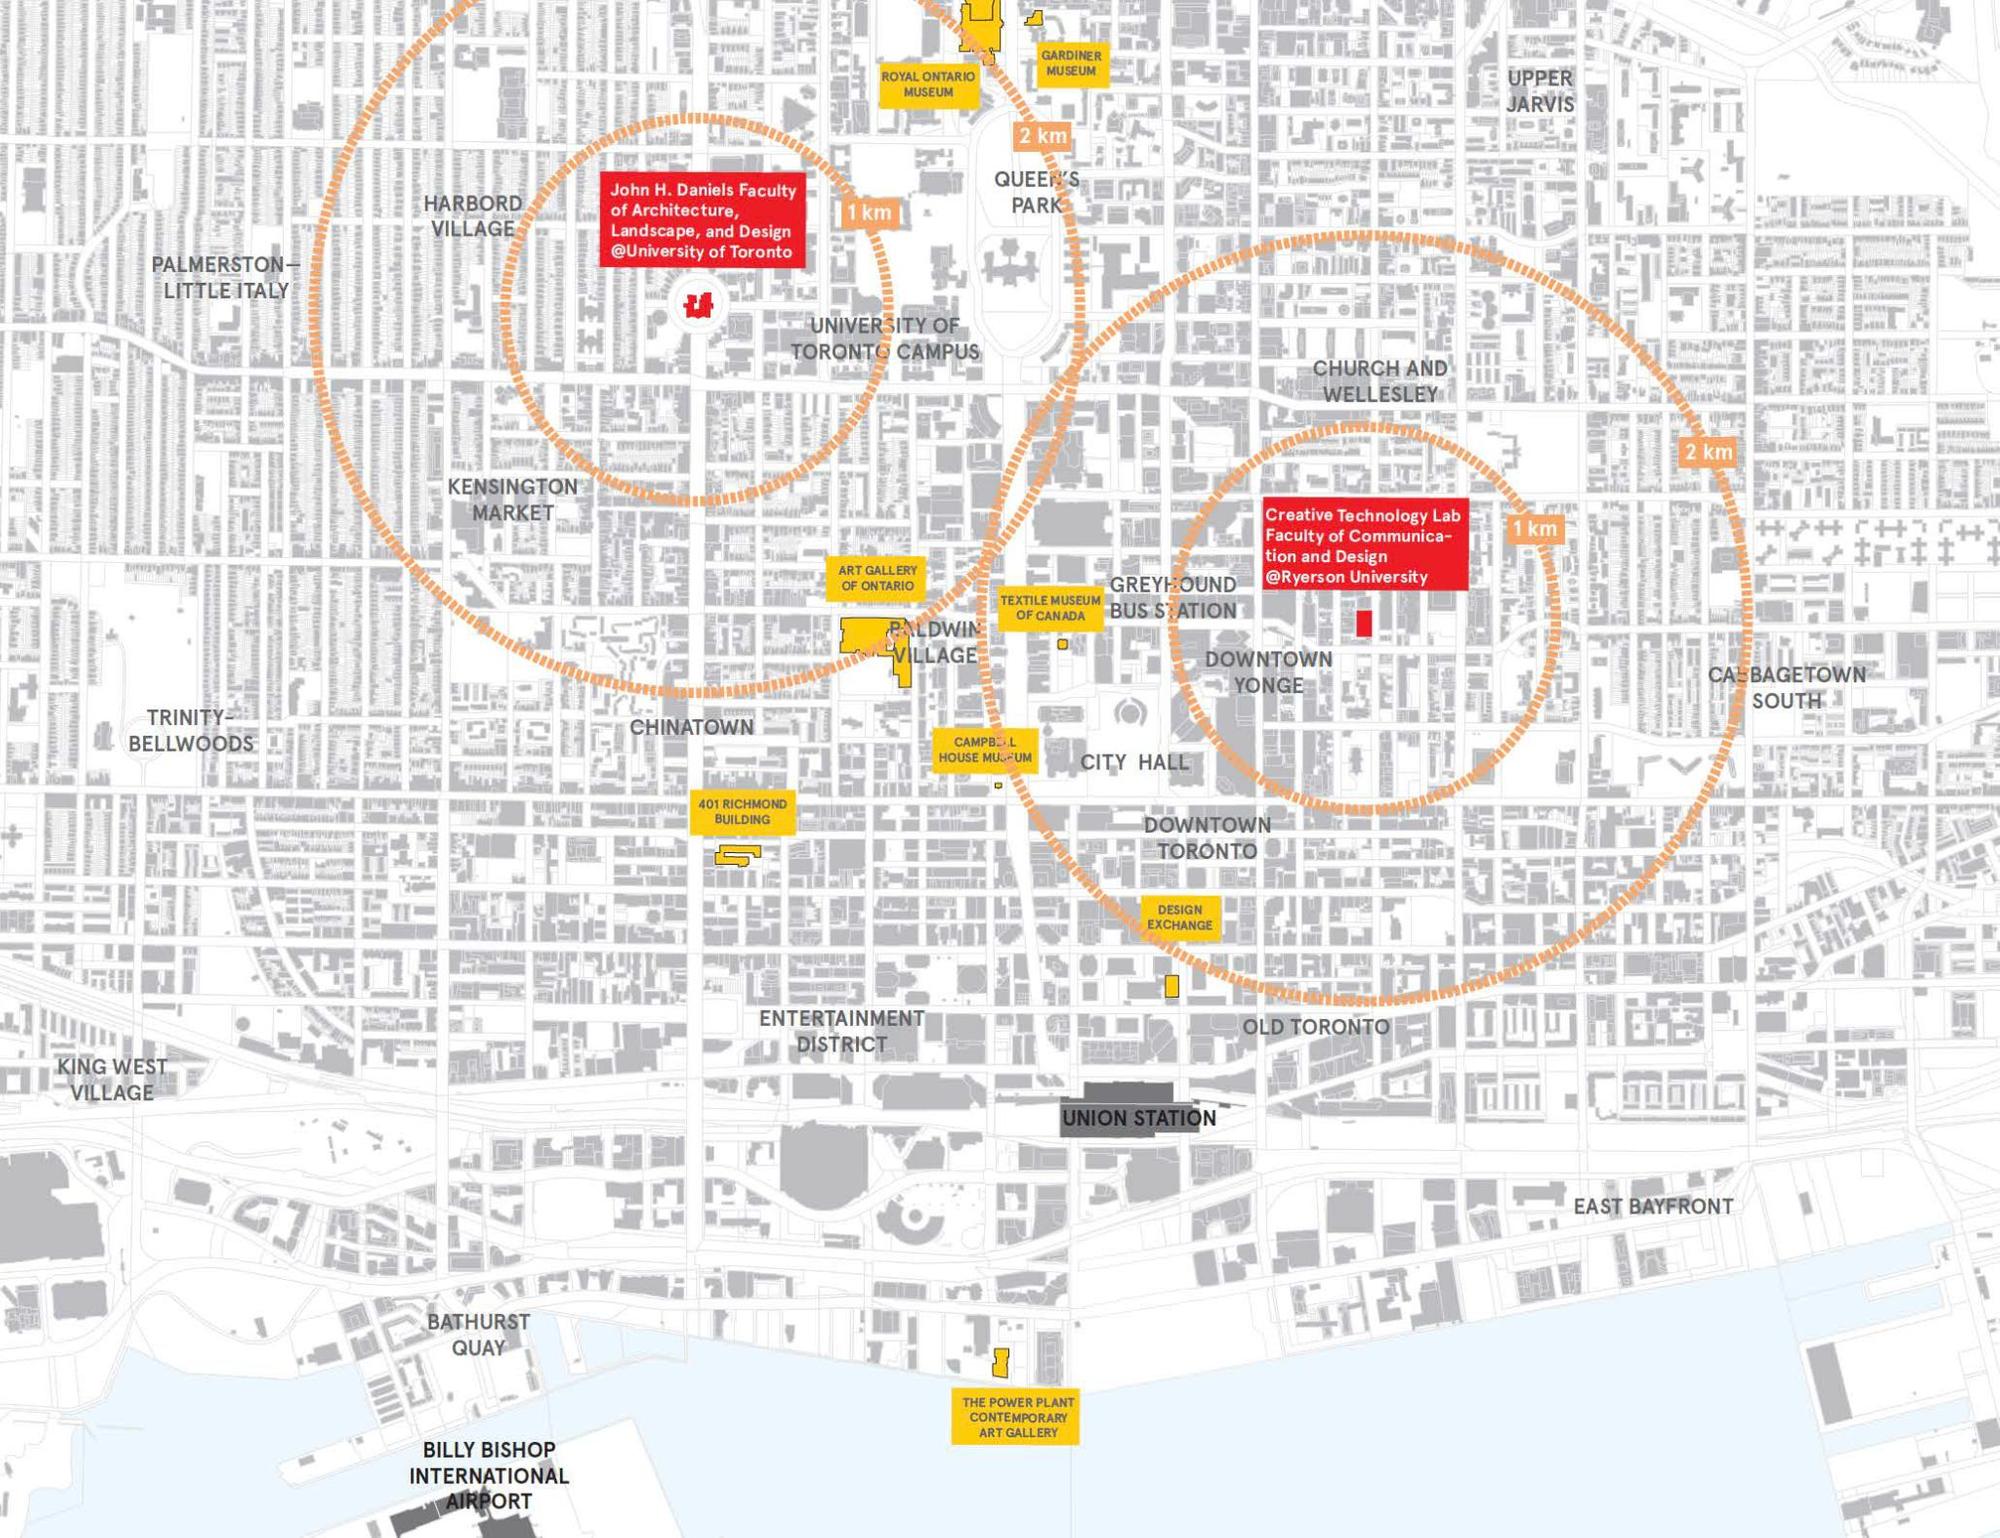 ROYAL ONTARIO
MUSEUM
GARDINER
MUSEUM
UPPER
JARVIS
2 km
QUEEN'S
PARK
John H. Daniels Faculty
of Architecture,
Landscape, and Design
@University of Toronto
1 km
HARBORD
VILLAGE
PALMERSTON–
LITTLE ITALY
UNIVERSITY OF
TORONTO CAMPUS
CHURCH AND
WELLESLEY
2 km
KENSINGTON
MARKET
Creative Technology Lab
Faculty of Communica–
tion and Design
@Ryerson University
1 km
ART GALLERY
OF ONTARIO
TEXTILE MUSEUM
OF CANADA
GREYHOUND
BUS STATION
BALDWIN
VILLAGE
DOWNTOWN
YONGE
CABBAGETOWN
SOUTH
TRINITY–
BELLWOODS
CHINATOWN
CAMPBELL
HOUSE MUSEUM
CITY HALL
401 RICHMOND
BUILDING
DOWNTOWN
TORONTO
DESIGN
EXCHANGE
ENTERTAINMENT
DISTRICT
OLD TORONTO
KING WEST
VILLAGE
UNION STATION
EAST BAYFRONT
BATHURST
QUAY
THE POWER PLANT
CONTEMPORARY
ART GALLERY
BILLY BISHOP
INTERNATIONAL
AIRPORT